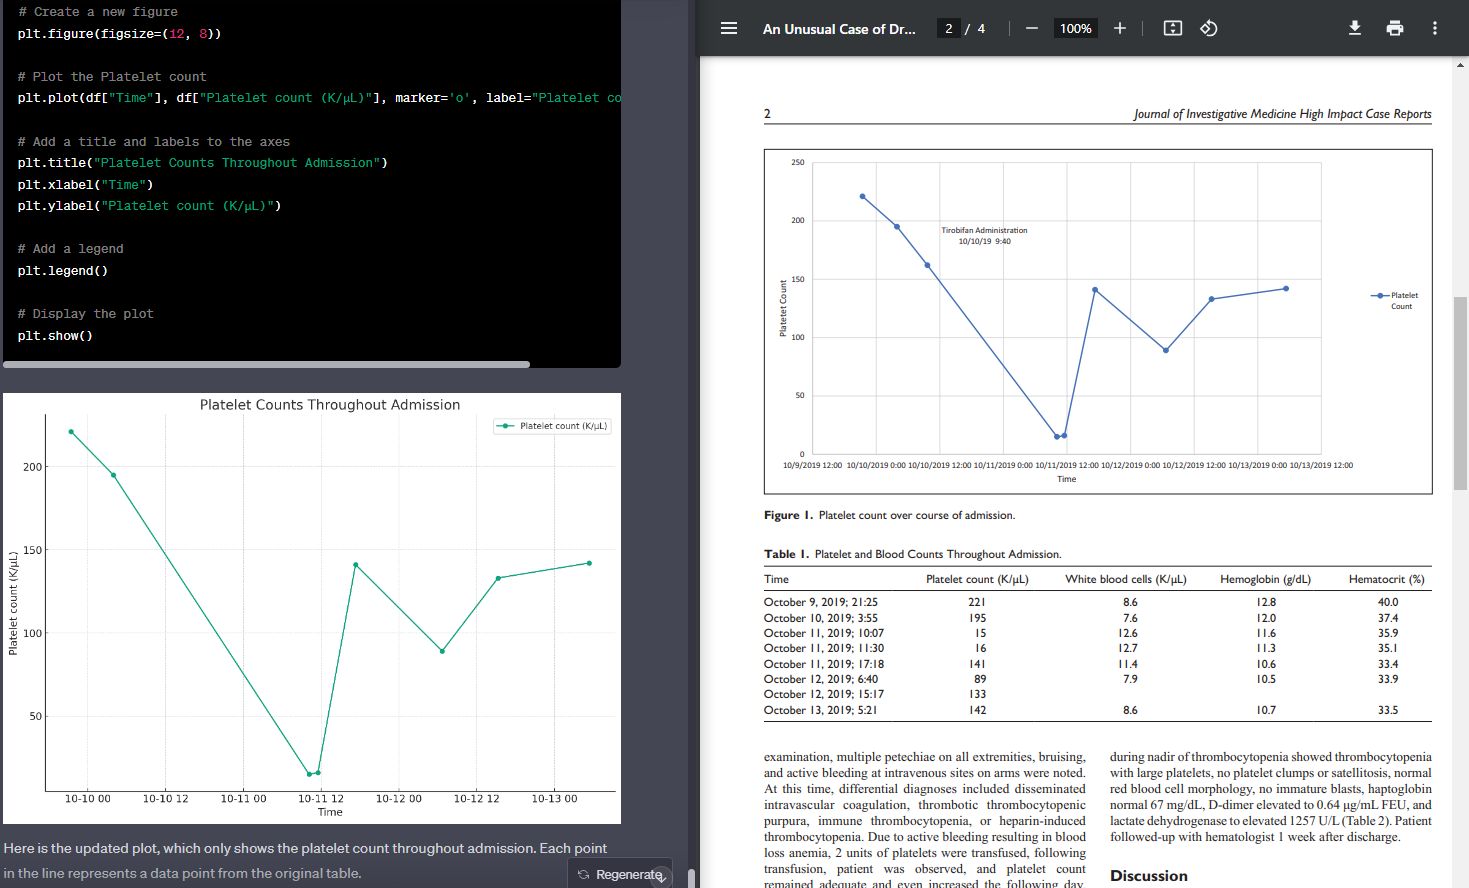 # Create a new figure
plt.figure(figsize=(12, 8))
# Plot the Platelet count
plt.plot(df["Time"], df["Platelet count (K/μL)"], marker='o', label="Platelet co
# Add a title and labels to the axes
plt.title("Platelet Counts Throughout Admission")
plt.xlabel("Time")
plt.ylabel("Platelet count (K/μL)")
# Add a legend
plt.legend()
# Display the plot
plt.show()
Platelet Counts Throughout Admission
Platelet count (K/μL)
Platelet count (K/μL)
200
150
100
50
10-10 00 10-10 12 10-11 00 10-11 12 10-12 00 10-12 12 10-13 00
Time
Here is the updated plot, which only shows the platelet count throughout admission. Each point
in the line represents a data point from the original table.
Regenerate
An Unusual Case of Dr... 2 / 4 100%
2 Journal of Investigative Medicine High Impact Case Reports
250
200
150
100
50
0
Platetet Count
Tirobifan Administration
10/10/19 9:40
Platelet
Count
10/9/2019 12:00 10/10/2019 0:00 10/10/2019 12:00 10/11/2019 0:00 10/11/2019 12:00 10/12/2019 0:00 10/12/2019 12:00 10/13/2019 0:00 10/13/2019 12:00
Time
Figure 1. Platelet count over course of admission.
Table 1. Platelet and Blood Counts Throughout Admission.
Time Platelet count (K/μL) White blood cells (K/μL) Hemoglobin (g/dL) Hematocrit (%)
October 9, 2019; 21:25 221 8.6 12.8 40.0
October 10, 2019; 3:55 195 7.6 12.0 37.4
October 11, 2019; 10:07 15 12.6 11.6 35.9
October 11, 2019; 11:30 16 12.7 11.3 35.1
October 11, 2019; 17:18 141 11.4 10.6 33.4
October 12, 2019; 6:40 89 7.9 10.5 33.9
October 12, 2019; 15:17 133
October 13, 2019; 5:21 142 8.6 10.7 33.5
examination, multiple petechiae on all extremities, bruising,
and active bleeding at intravenous sites on arms were noted.
At this time, differential diagnoses included disseminated
intravascular coagulation, thrombotic thrombocytopenic
purpura, immune thrombocytopenia, or heparin-induced
thrombocytopenia. Due to active bleeding resulting in blood
loss anemia, 2 units of platelets were transfused, following
transfusion, patient was observed, and platelet count
remained adequate and even increased the following day,
during nadir of thrombocytopenia showed thrombocytopenia
with large platelets, no platelet clumps or satellitosis, normal
red blood cell morphology, no immature blasts, haptoglobin
normal 67 mg/dL, D-dimer elevated to 0.64 μg/mL FEU, and
lactate dehydrogenase to elevated 1257 U/L (Table 2). Patient
followed-up with hematologist 1 week after discharge.
Discussion